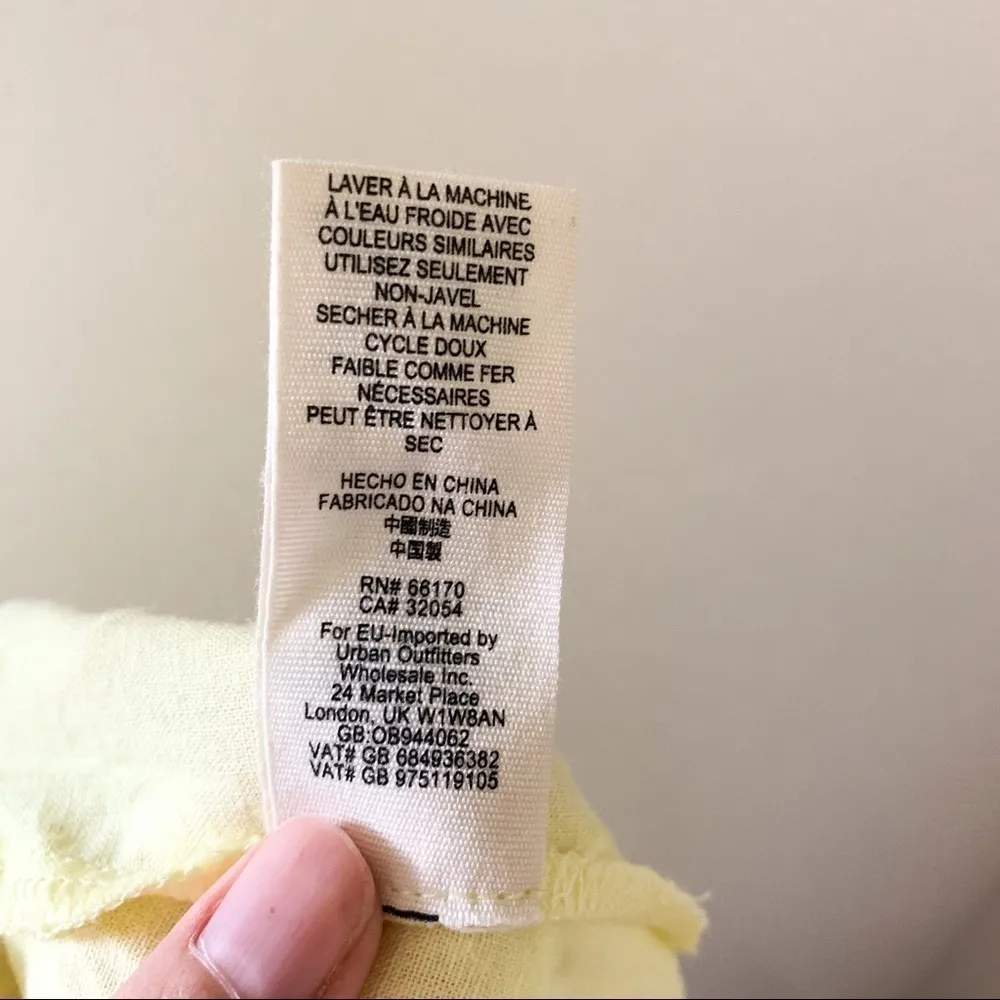 LAVER À LA MACHINE
À L'EAU FROIDE AVEC
COULEURS SIMILAIRES
UTILISEZ SEULEMENT
NON-JAVEL
SECHER À LA MACHINE
CYCLE DOUX
FAIBLE COMME FER
NÉCESSAIRES
PEUT ÊTRE NETTOYER À
SEC
HECHO EN CHINA
FABRICADO NA CHINA
中國制造
中国製
RN# 66170
CA# 32054
For EU-Imported by
Urban Outfitters
Wholesale Inc.
24 Market Place
London, UK W1W8AN
GB:OB944062
VAT# GB 684936382
VAT# GB 975119105